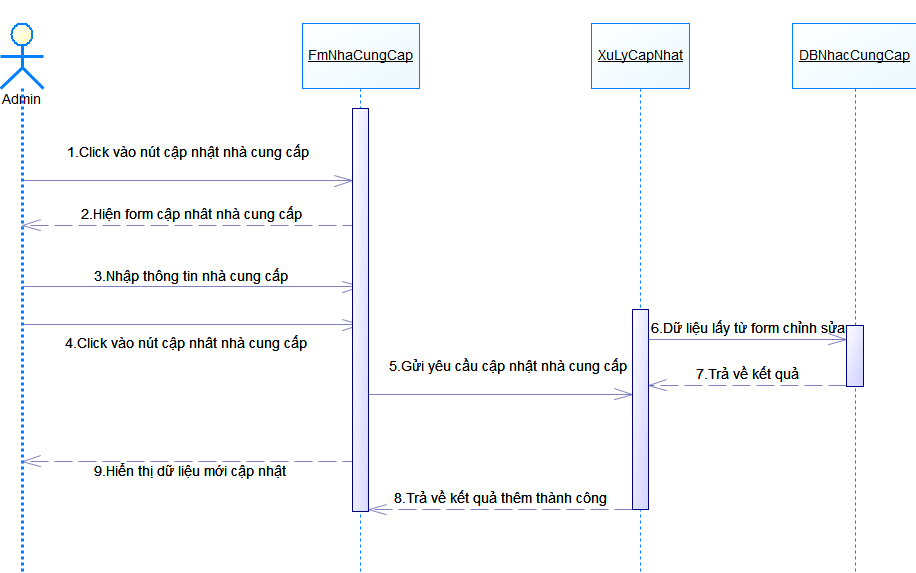 FmNhaCungCap
XuLyCapNhat
DBNhacCungCap
Admin
1.Click vào nút cập nhật nhà cung cấp
2.Hiện form cập nhât nhà cung cấp
3.Nhập thông tin nhà cung cấp
6.Dữ liệu lấy từ form chỉnh sửa
4.Click vào nút cập nhât nhà cung cấp
5.Gửi yêu cầu cập nhật nhà cung cấp
7.Trả về kết quả
9.Hiển thị dữ liệu mới cập nhật
8.Trả về kết quả thêm thành công